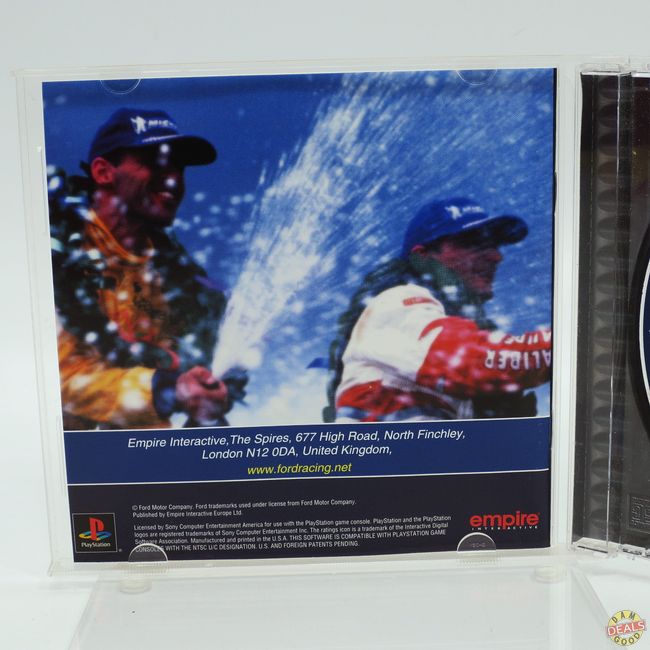 MIC
ALIBER
AULBER
Empire Interactive,The Spires, 677 High Road, North Finchley,
London N12 0DA, United Kingdom,
www.fordracing.net
© Ford Motor Company. Ford trademarks used under license from Ford Motor Company.
Published by Empire Interactive Europe Ltd.
Licensed by Sony Computer Entertainment America for use with the PlayStation game console. PlayStation and the PlayStation
logos are registered trademarks of Sony Computer Entertainment Inc. The ratings icon is a trademark of the Interactive Digital
Software Association. Manufactured and printed in the U.S.A. THIS SOFTWARE IS COMPATIBLE WITH PLAYSTATION GAME
CONSOLES WITH THE NTSC U/C DESIGNATION. U.S. AND FOREIGN PATENTS PENDING.
PlayStation
empire
INTERACTIVE
DAM
DEALS
GOOD